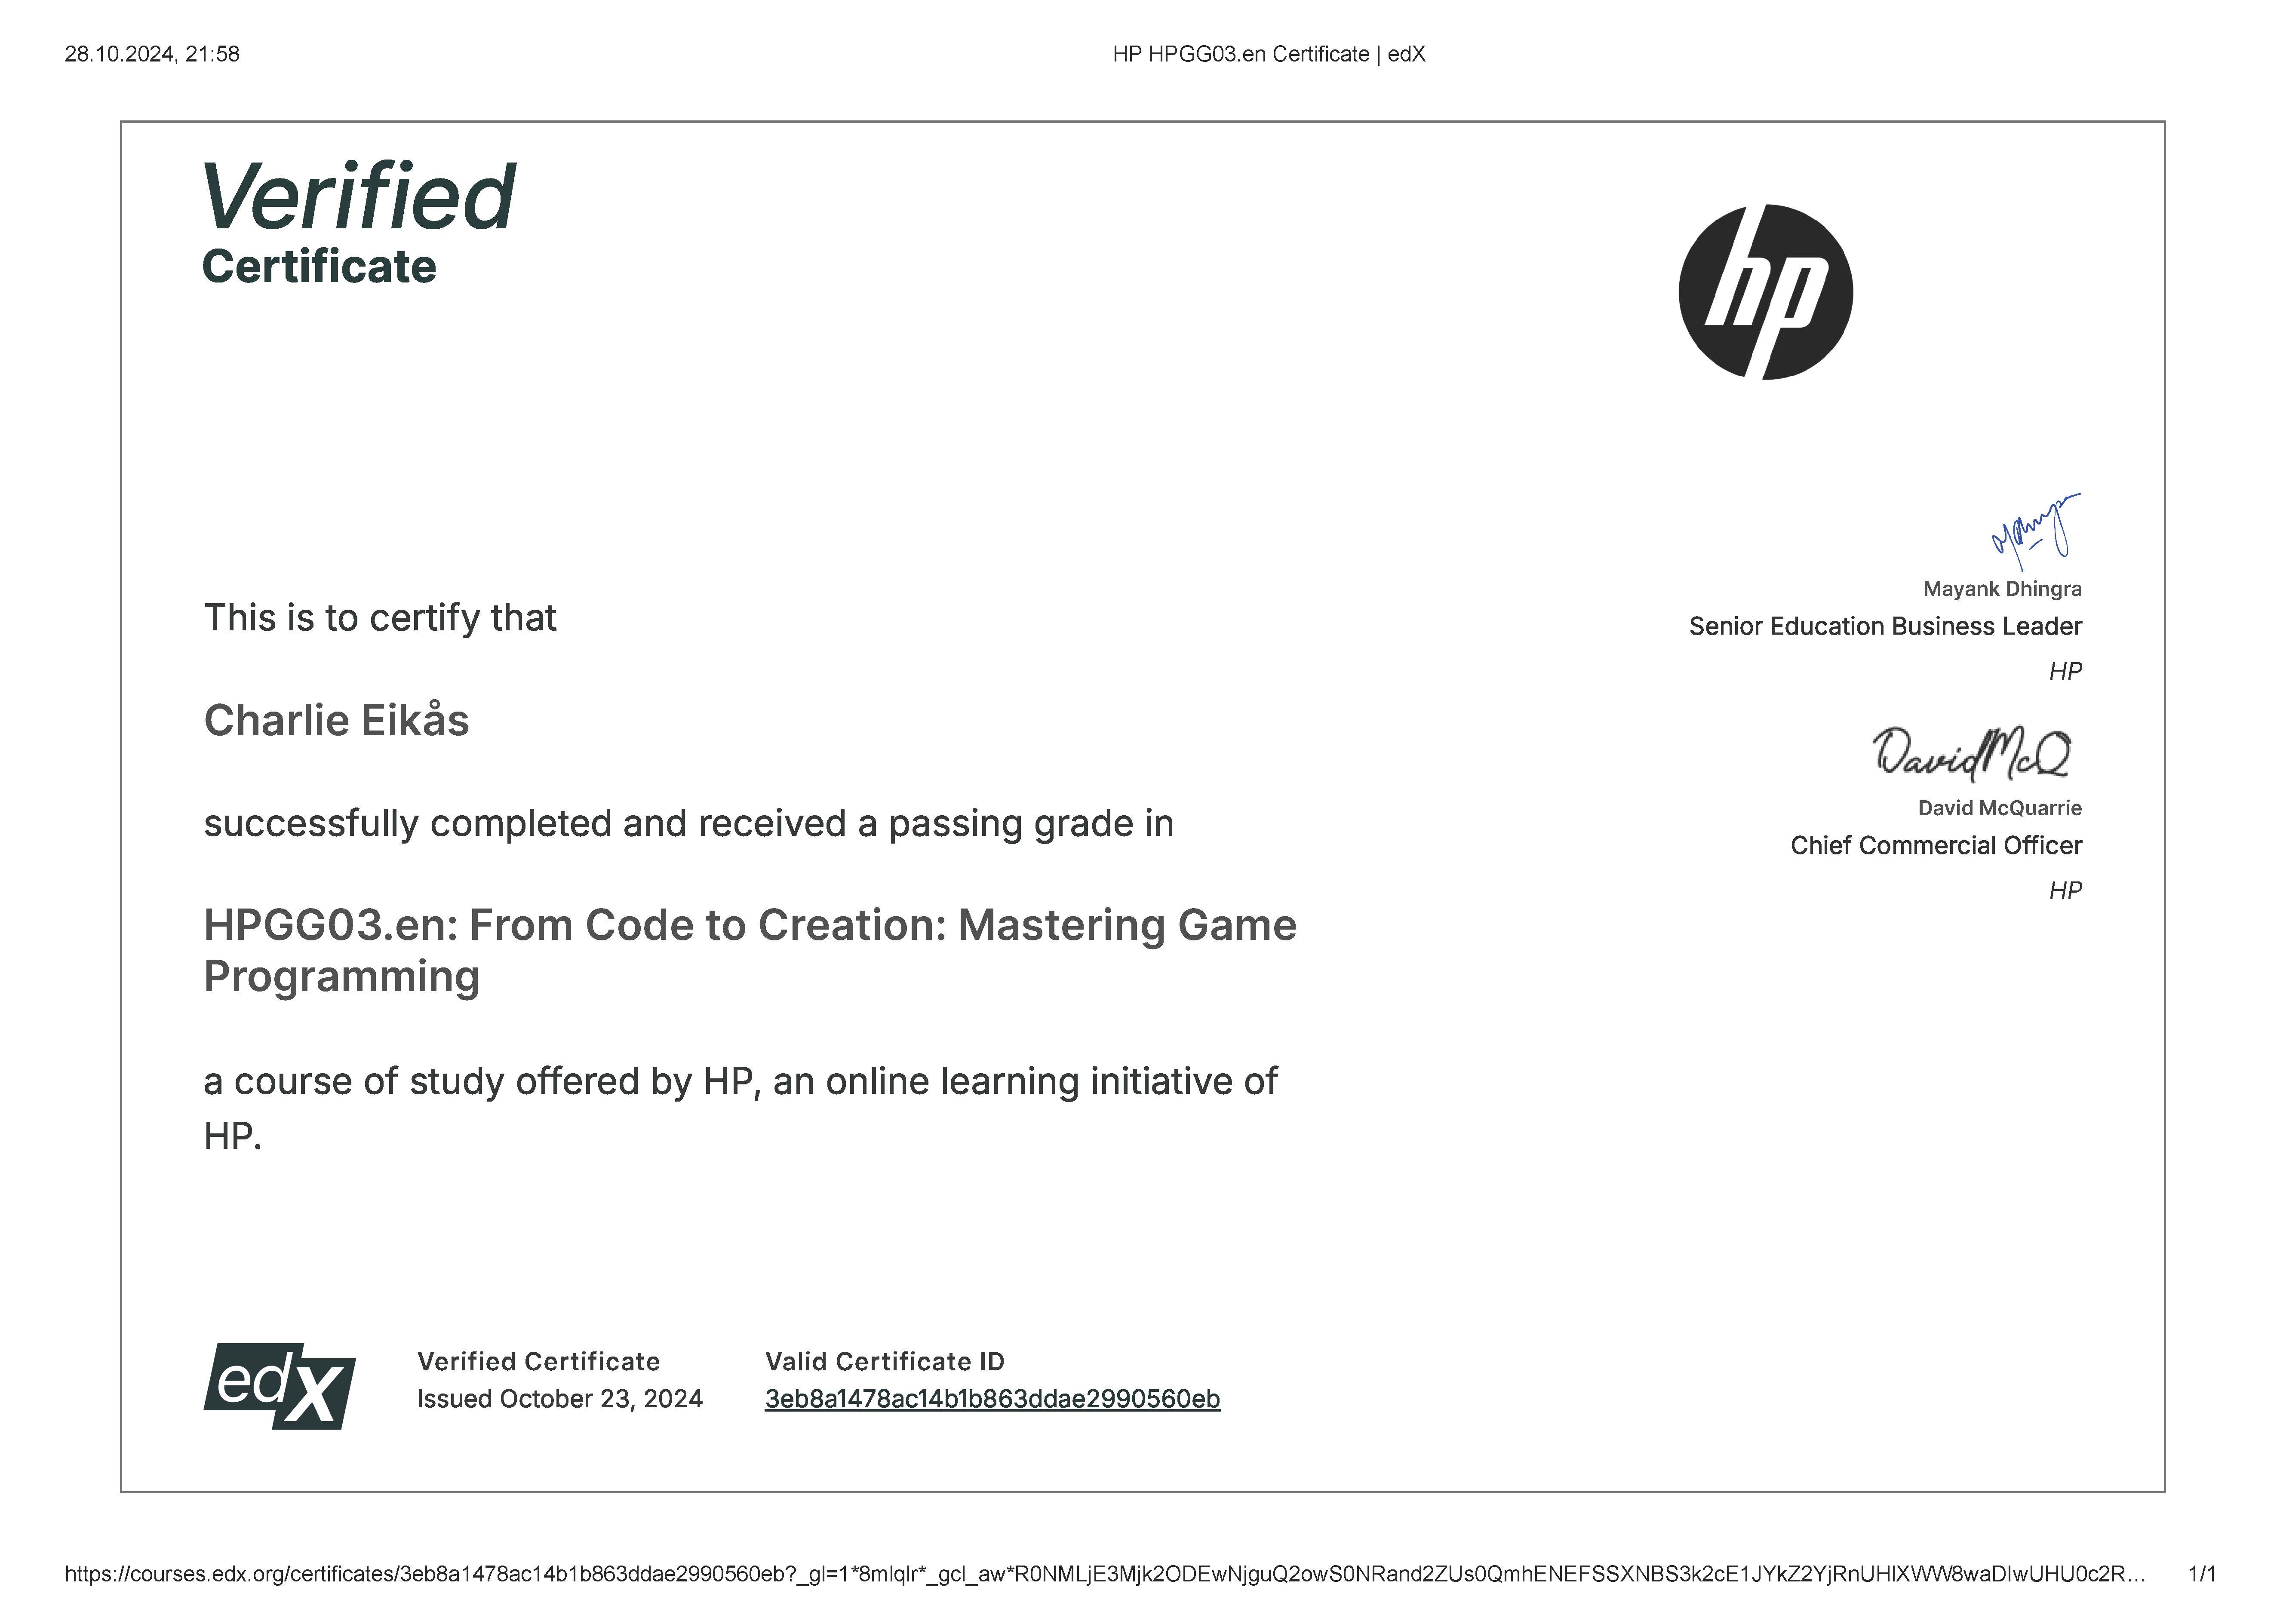 28.10.2024, 21:58
HP HPGG03.en Certificate | edX
Verified
Certificate
hp
This is to certify that
Charlie Eikås
successfully completed and received a passing grade in
HPGG03.en: From Code to Creation: Mastering Game
Programming
a course of study offered by HP, an online learning initiative of
HP.
Mayank Dhingra
Senior Education Business Leader
HP
DavidMcQ
David McQuarrie
Chief Commercial Officer
HP
edX
Verified Certificate
Issued October 23, 2024
Valid Certificate ID
3eb8a1478ac14b1b863ddae2990560eb
https://courses.edx.org/certificates/3eb8a1478ac14b1b863ddae2990560eb?_gl=1*8mlqlr*_gcl_aw*R0NMLjE3Mjk2ODEwNjguQ2owS0NRand2ZUs0QmhENEFSSXNBS3k2cE1JYkZ2YjRnUHlXWW8waDlwUHU0c2R... 1/1